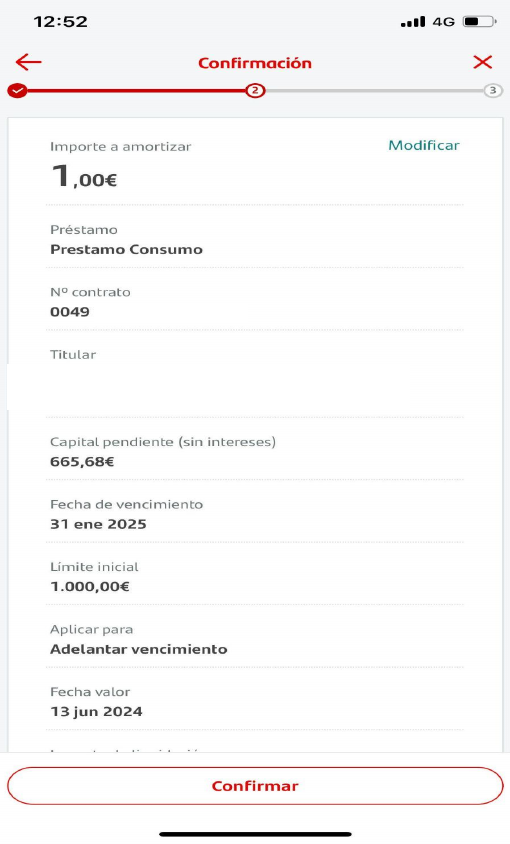 12:52
4G
Confirmación
2
3
Importe a amortizar
Modificar
1,00€
Préstamo
Prestamo Consumo
Nº contrato
0049
Titular
Capital pendiente (sin intereses)
665,68€
Fecha de vencimiento
31 ene 2025
Límite inicial
1.000,00€
Aplicar para
Adelantar vencimiento
Fecha valor
13 jun 2024
Confirmar